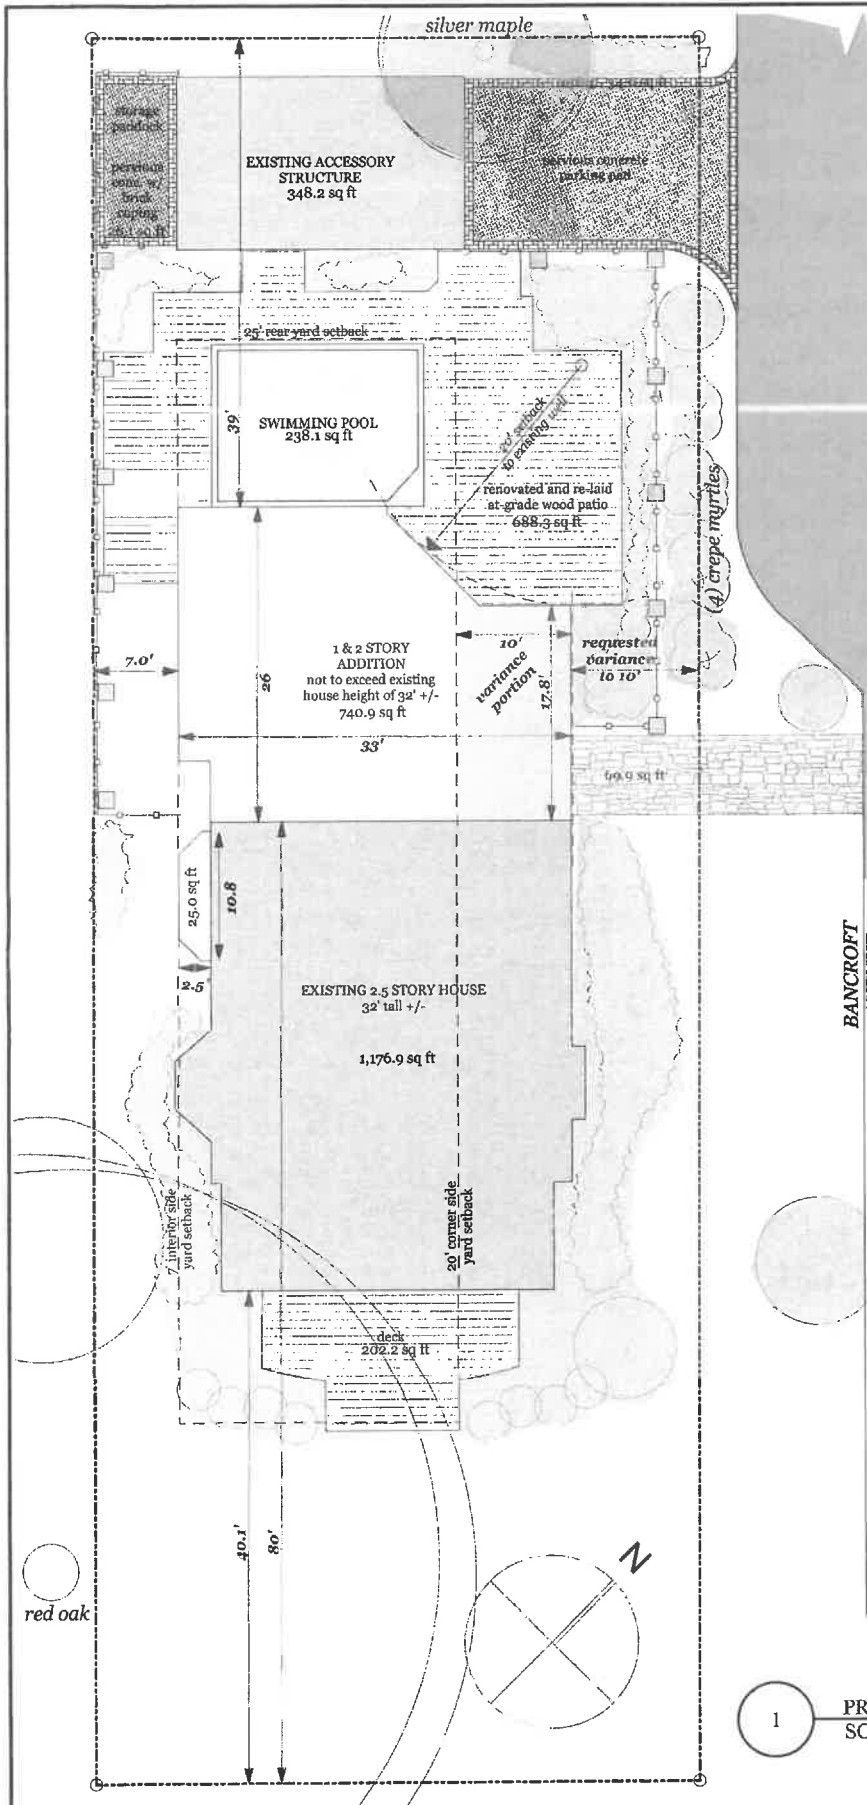 silver maple
storage
paddock
pervious
conc. w/
brick
coping
EXISTING ACCESSORY
STRUCTURE
348.2 sq ft
pervious concrete
parking pad
25' rear yard setback
39'
SWIMMING POOL
238.1 sq ft
to existing well
renovated and re-laid
at-grade wood patio
688.3 sq ft
(4) crepe myrtles
7.0'
26
1 & 2 STORY
ADDITION
not to exceed existing
house height of 32' +/-
740.9 sq ft
10'
variance
portion
17.8'
requested
variance
to 10'
33'
69.9 sq ft
25.0 sq ft
10.8
2.5'
EXISTING 2.5 STORY HOUSE
32' tall +/-
1,176.9 sq ft
BANCROFT
7' interior side
yard setback
20' corner side
yard setback
deck
202.2 sq ft
40.1'
80'
N
red oak
1
PR
SC